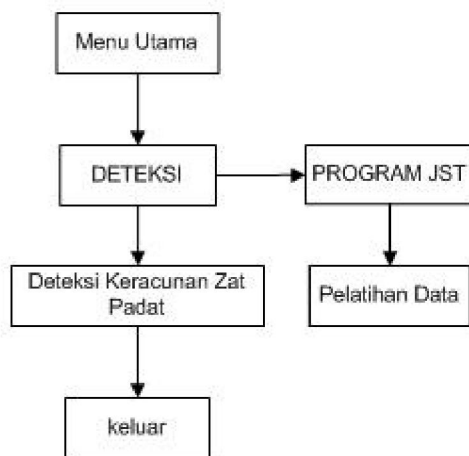 Menu Utama
DETEKSI
PROGRAM JST
Deteksi Keracunan Zat
Padat
Pelatihan Data
keluar